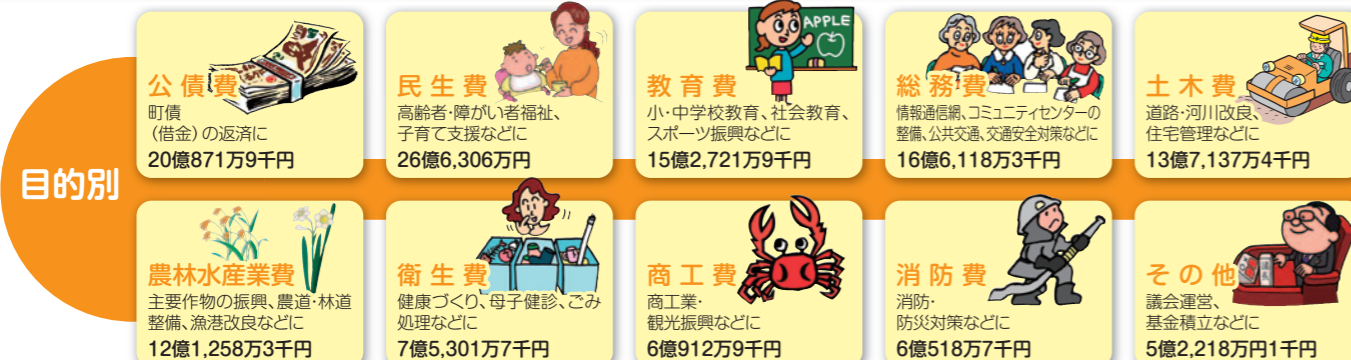 目的別
公債費
町債
(借金)の返済に
20億871万9千円
民生費
高齢者・障がい者福祉、
子育て支援などに
26億6,306万円
APPLE
教育費
小・中学校教育、社会教育、
スポーツ振興などに
15億2,721万9千円
総務費
情報通信網、コミュニティセンターの
整備、公共交通、交通安全対策などに
16億6,118万3千円
土木費
道路・河川改良、
住宅管理などに
13億7,137万4千円
農林水産業費
主要作物の振興、農道・林道
整備、漁港改良などに
12億1,258万3千円
衛生費
健康づくり、母子健診、ごみ
処理などに
7億5,301万7千円
商工費
商工業・
観光振興などに
6億912万9千円
消防費
消防・
防災対策などに
6億518万7千円
その他
議会運営、
基金積立などに
5億2,218万円1千円